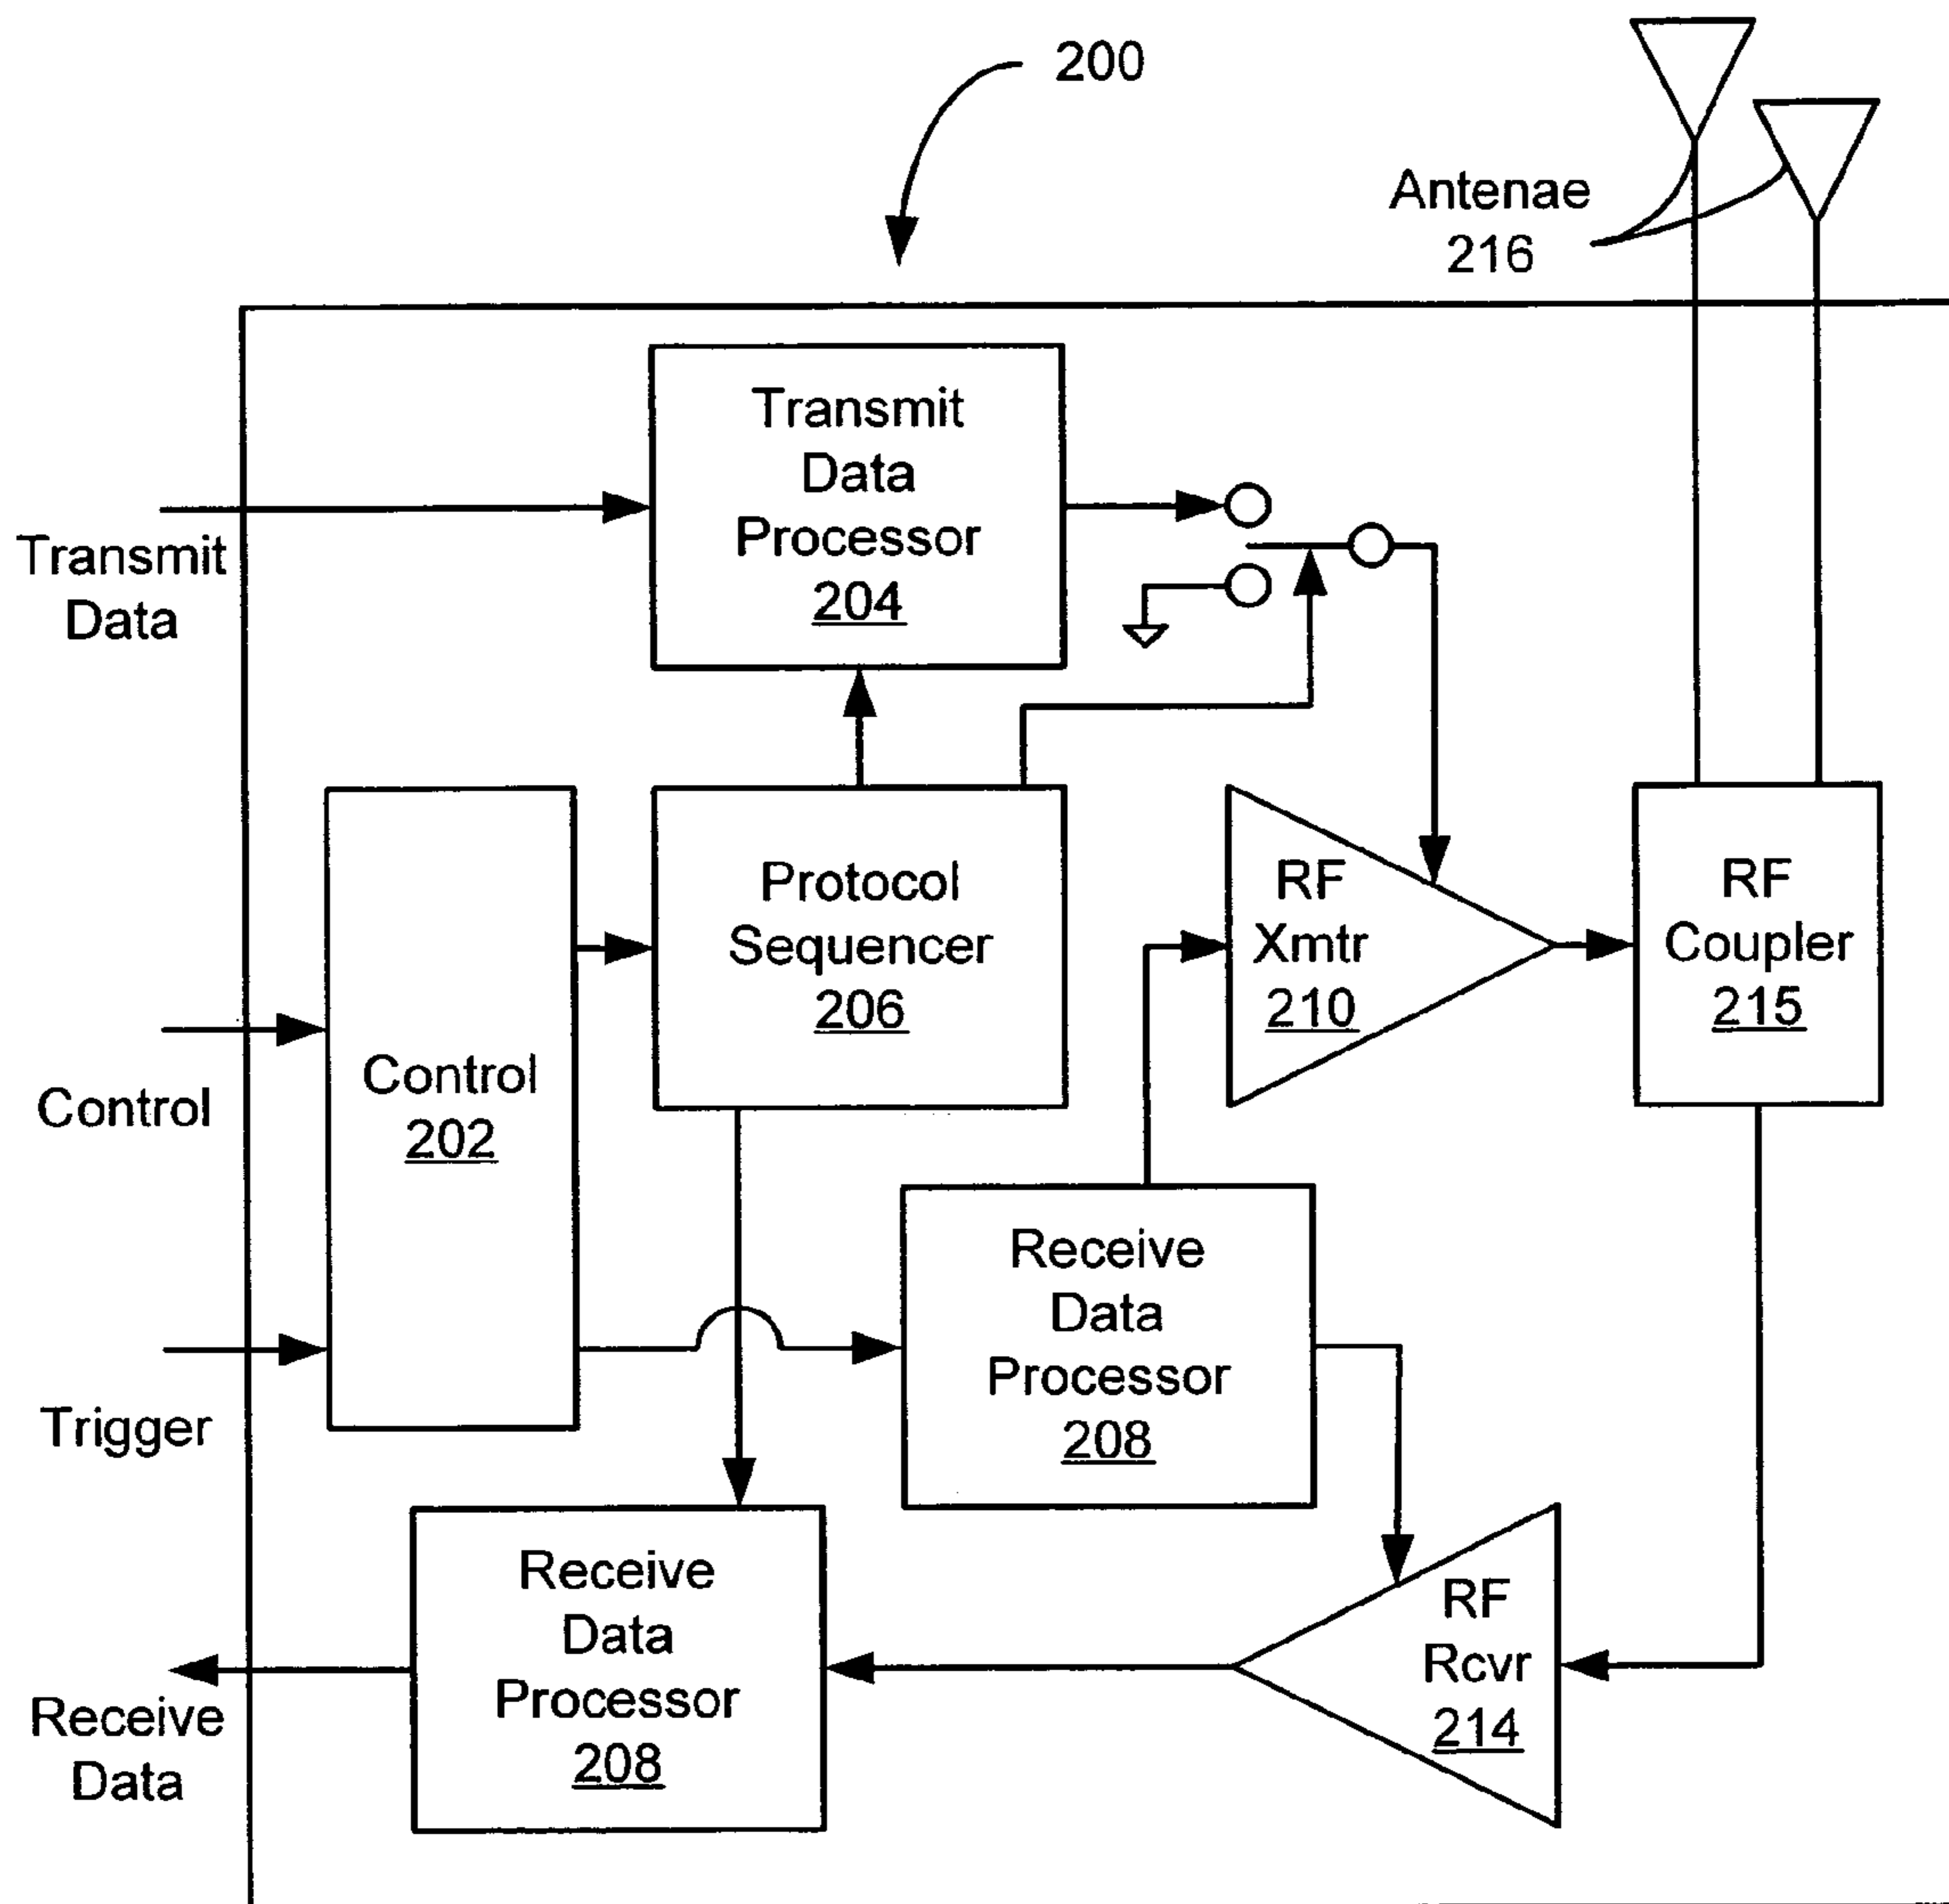 200
Antenae
216
Transmit
Data
Processor
204
Transmit
Data
Protocol
Sequencer
206
RF
Xmtr
210
RF
Coupler
215
Control
202
Control
Receive
Data
Processor
208
Trigger
Receive
Data
Processor
208
RF
Rcvr
214
Receive
Data